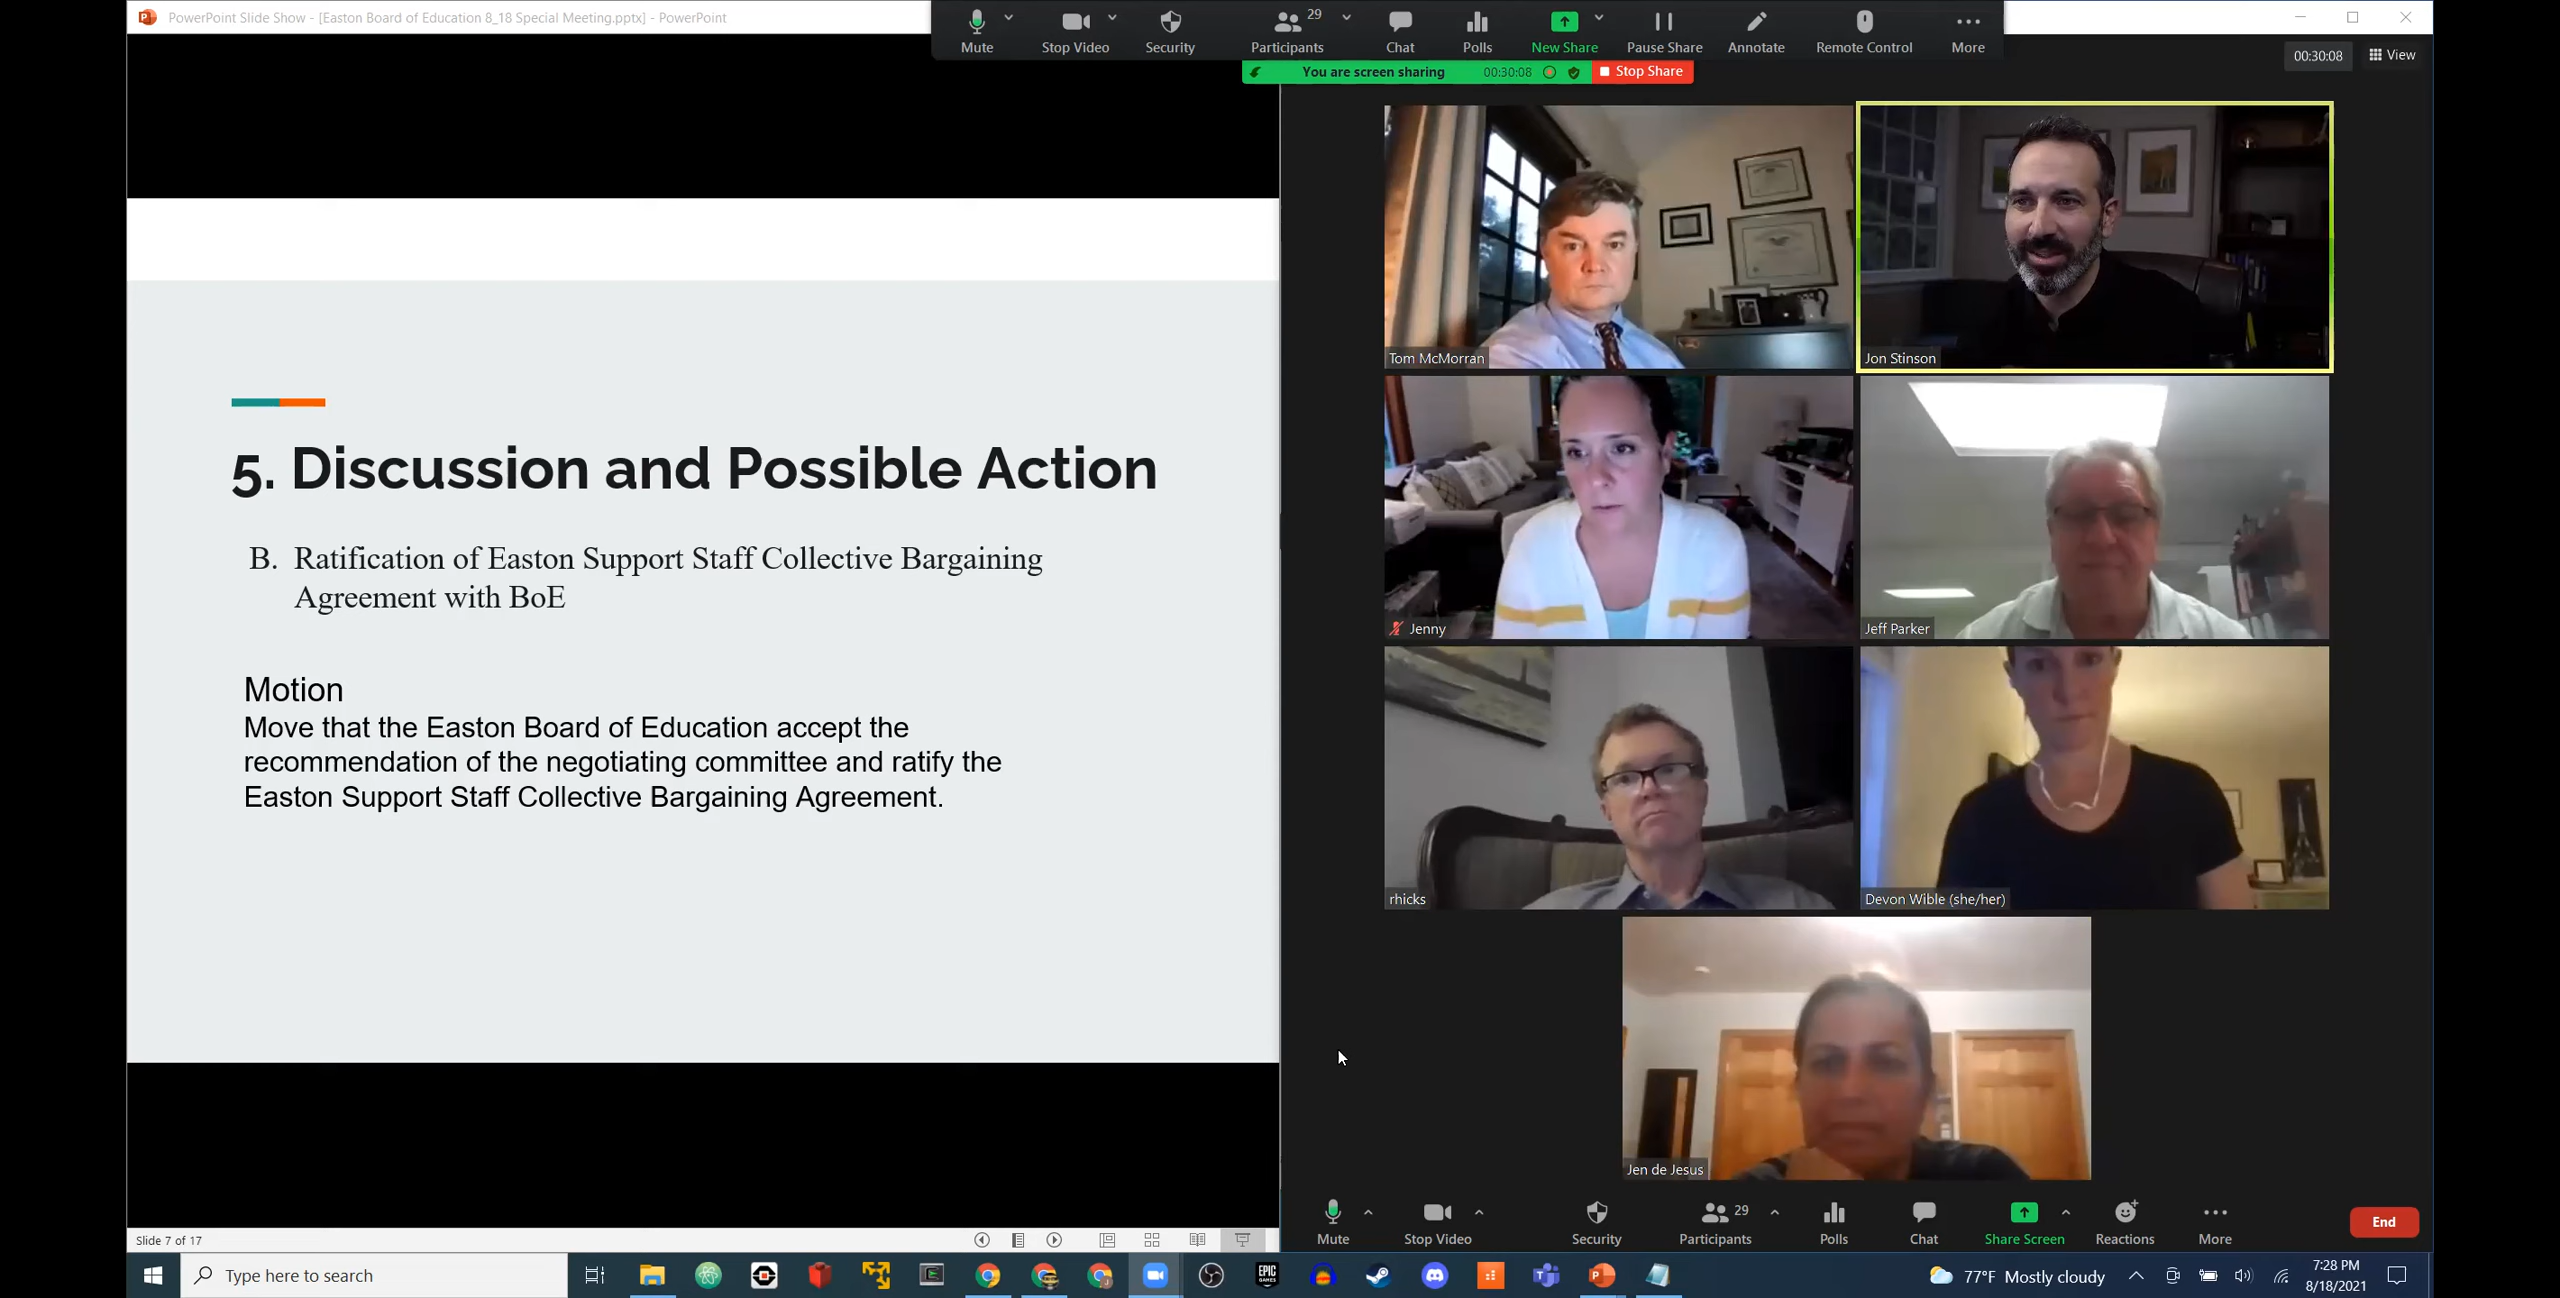 PowerPoint Slide Show - [Easton Board of Education 8_18 Special Meeting.pptx] - PowerPoint
Mute
Stop Video
Security
29
Participants
Chat
Polls
New Share
Pause Share
Annotate
Remote Control
More
You are screen sharing
00:30:08
Stop Share
00:30:08
View
5. Discussion and Possible Action
B. Ratification of Easton Support Staff Collective Bargaining
Agreement with BoE
Motion
Move that the Easton Board of Education accept the
recommendation of the negotiating committee and ratify the
Easton Support Staff Collective Bargaining Agreement.
Tom McMorran
Jon Stinson
Jenny
Jeff Parker
rhicks
Devon Wible (she/her)
Jen de Jesus
Mute
Stop Video
Security
29
Participants
Polls
Chat
Share Screen
Reactions
More
End
Slide 7 of 17
Type here to search
EPIC
GAMES
77°F Mostly cloudy
7:28 PM
8/18/2021